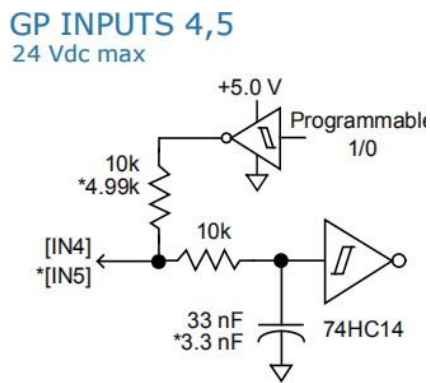 GP INPUTS 4,5
24 Vdc max
+5.0 V
Programmable
1/0
10k
*4.99k
10k
[IN4]
*[IN5]
33 nF
*3.3 nF
74HC14